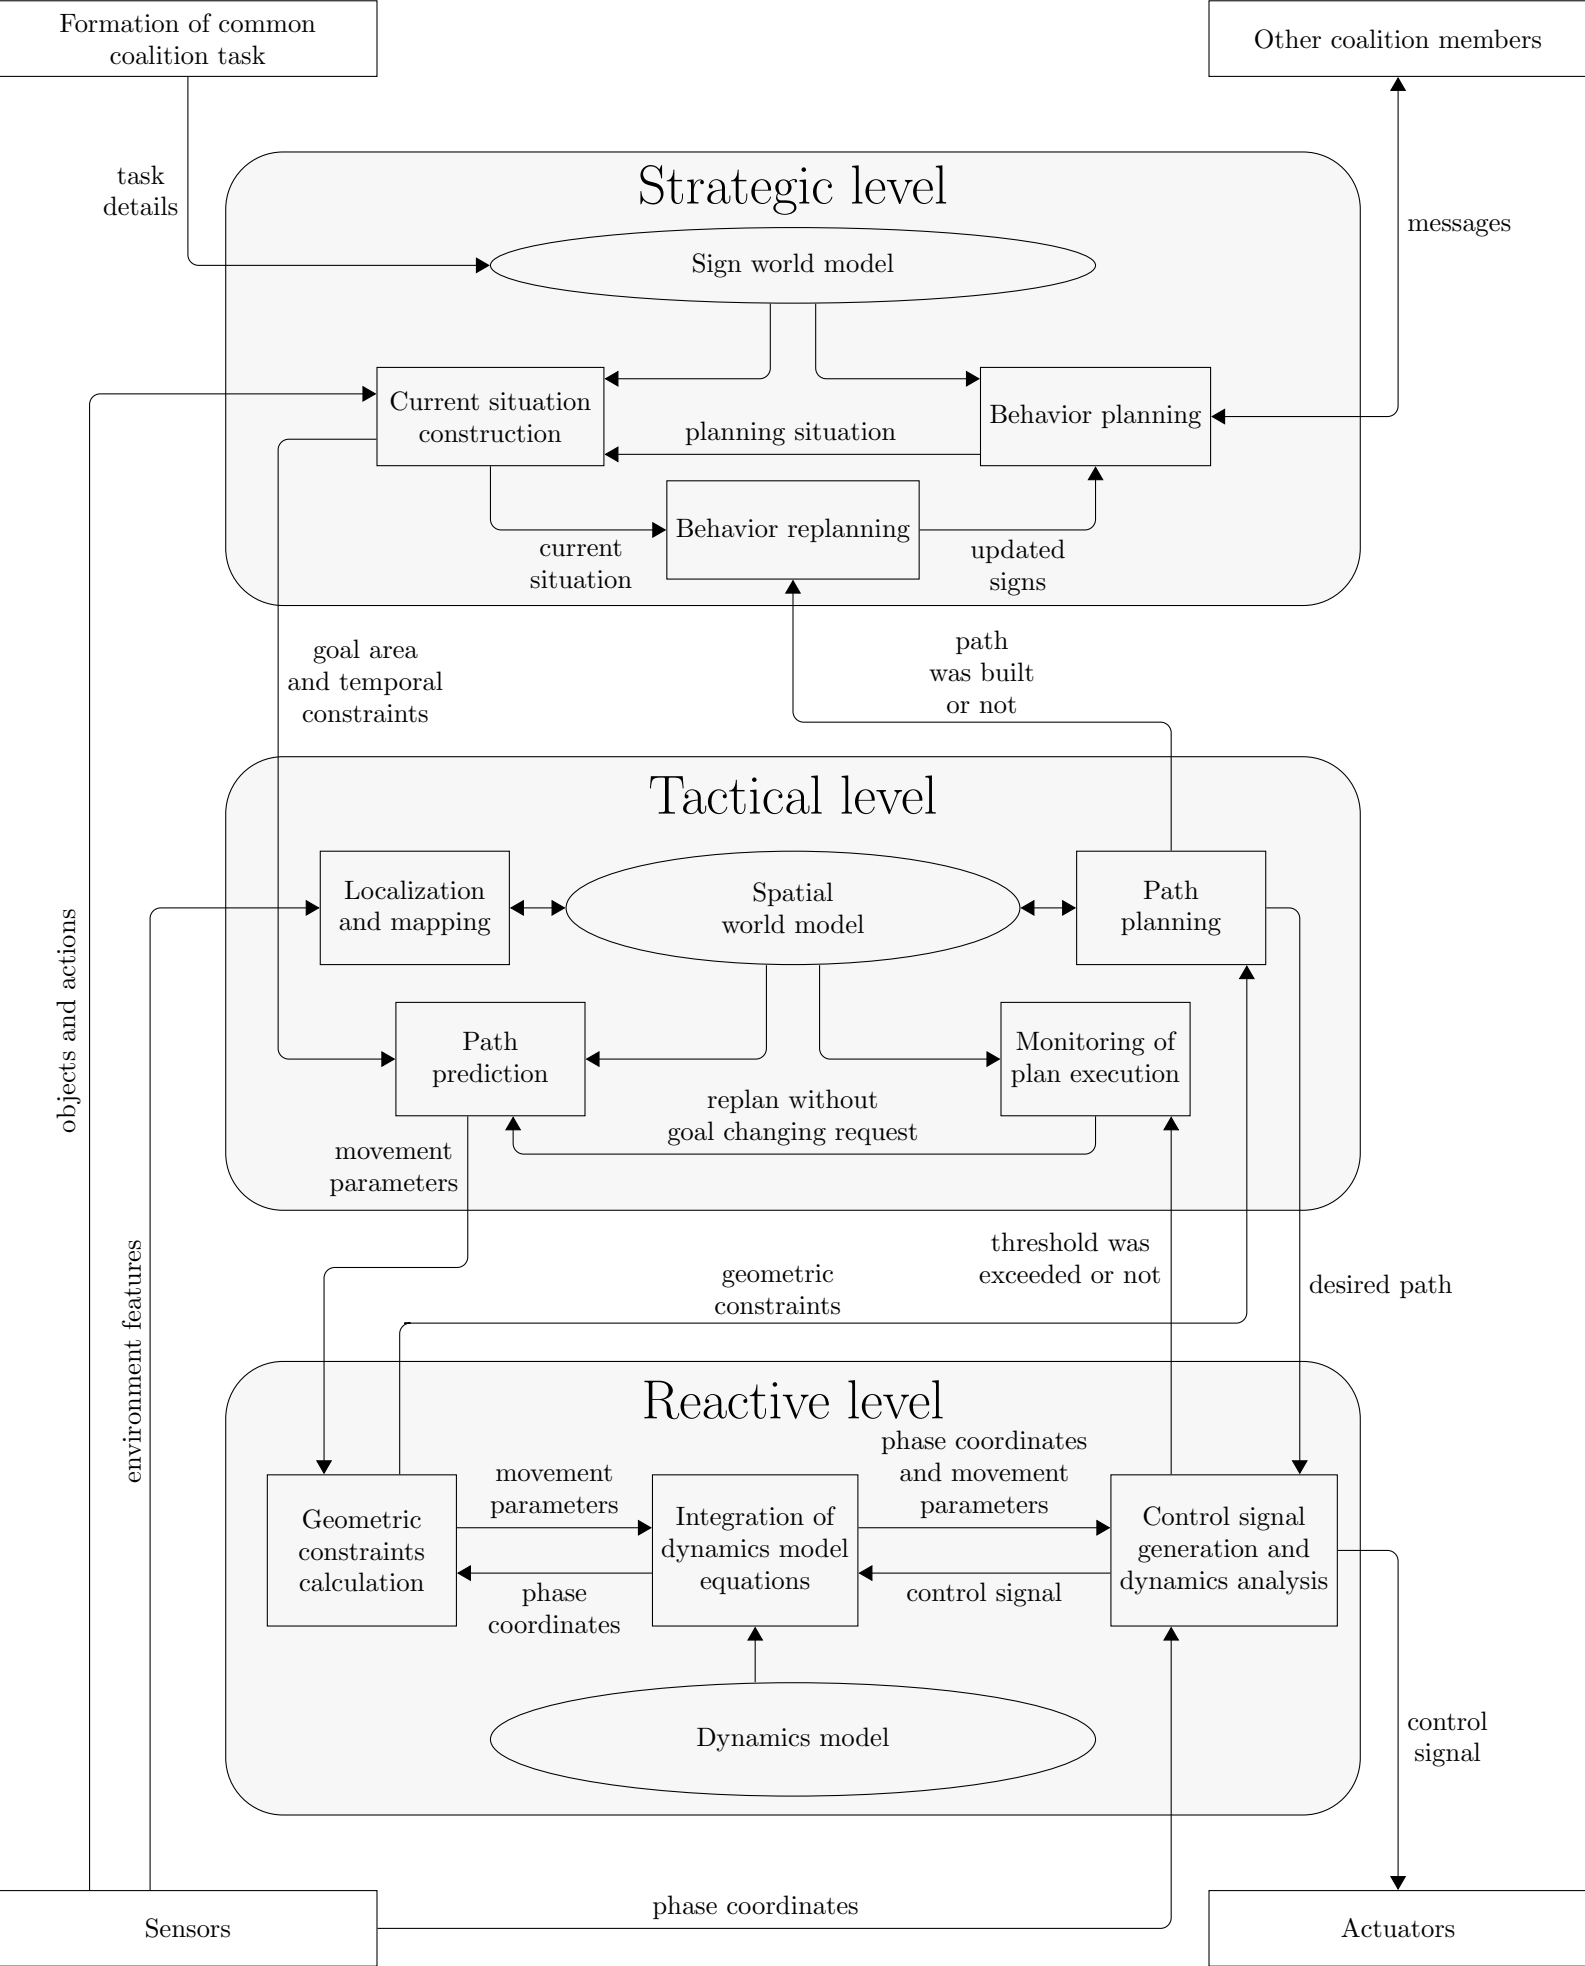 Formation of common
coalition task
Other coalition members
task
details
messages
Strategic level
Sign world model
Current situation
construction
planning situation
Behavior planning
Behavior replanning
current
situation
updated
signs
goal area
and temporal
constraints
path
was built
or not
Tactical level
Localization
and mapping
Spatial
world model
Path
planning
objects and actions
Path
prediction
Monitoring of
plan execution
replan without
goal changing request
movement
parameters
environment features
threshold was
exceeded or not
geometric
constraints
desired path
Reactive level
movement
parameters
phase coordinates
and movement
parameters
Geometric
constraints
calculation
Integration of
dynamics model
equations
Control signal
generation and
dynamics analysis
phase
coordinates
control signal
Dynamics model
control
signal
phase coordinates
Sensors
Actuators